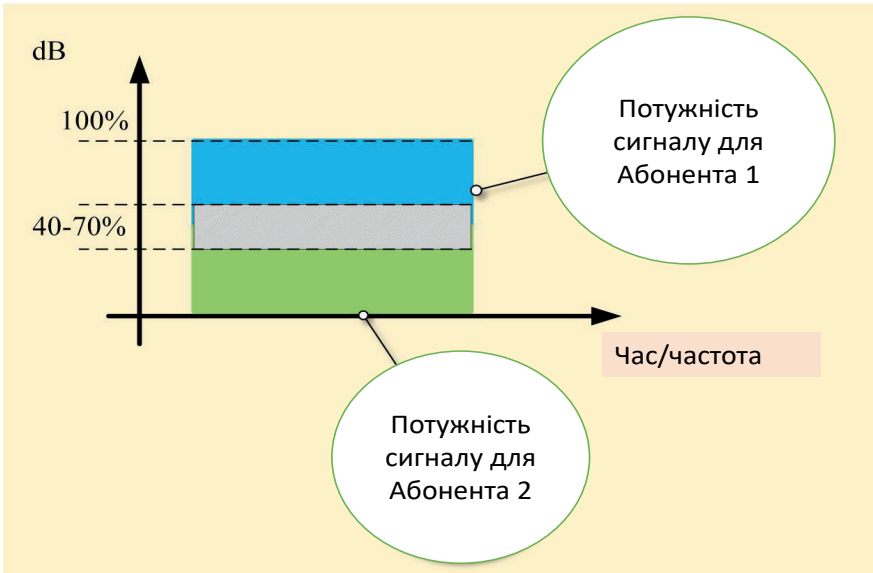 dB
100%
40-70%
Потужність
сигналу для
Абонента 1
Час/частота
Потужність
сигналу для
Абонента 2